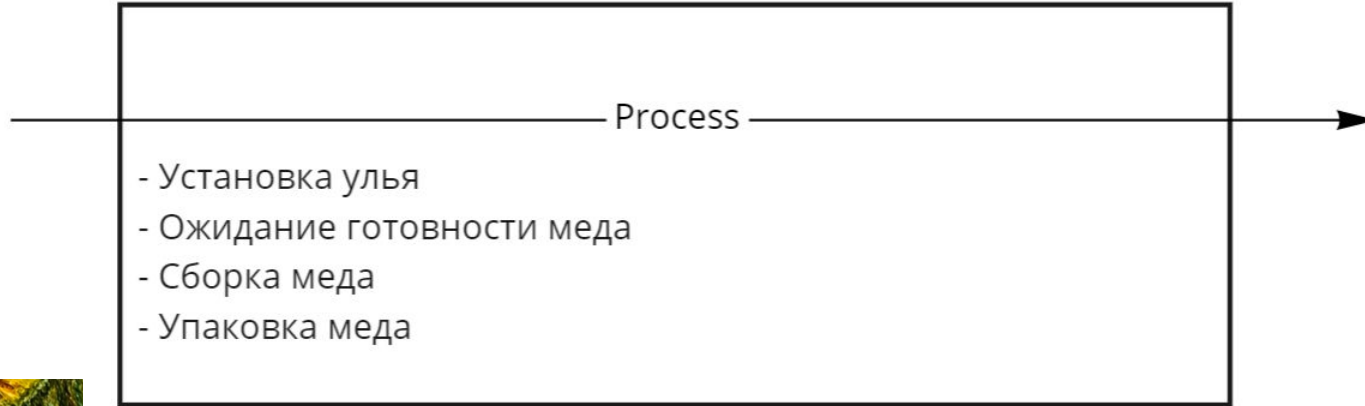 Process
- Установка улья
- Ожидание готовности меда
- Сборка меда
- Упаковка меда